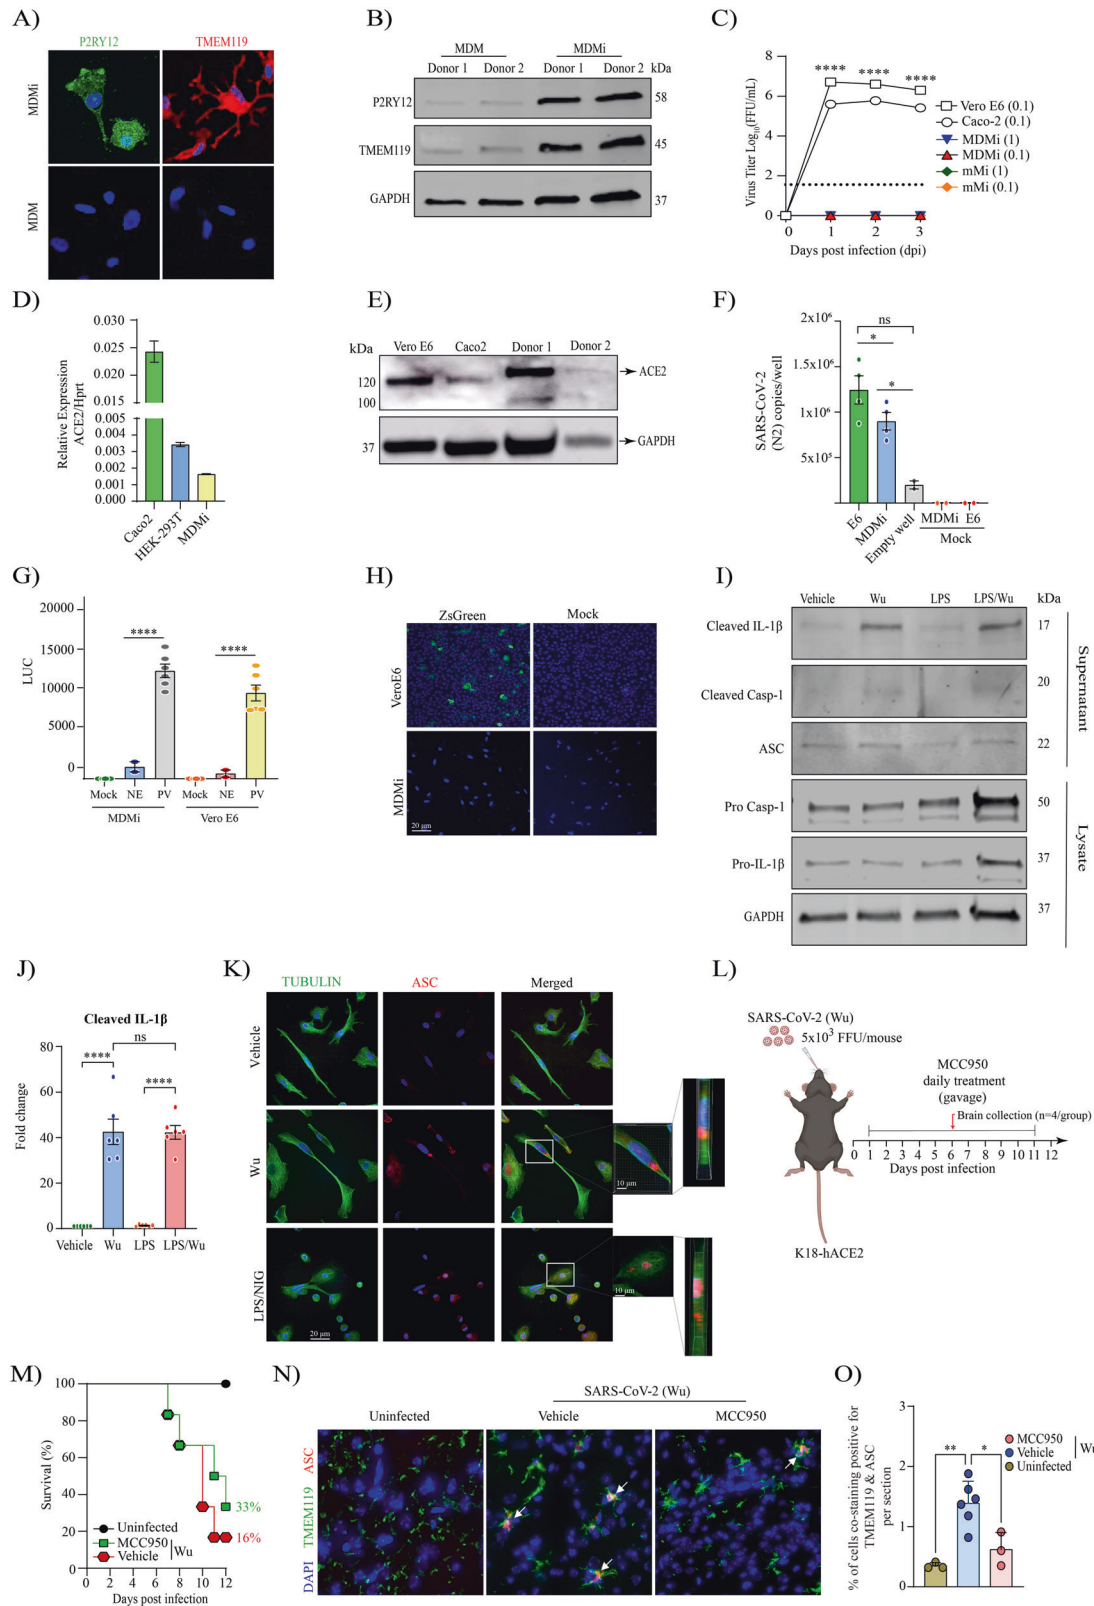 A)
P2RY12 TMEM119
MDMi
MDM
B)
MDM MDMi
Donor 1 Donor 2 Donor 1 Donor 2 kDa
P2RY12 58
TMEM119 45
GAPDH 37
C)
Virus Titer Log10(FFU/mL)
8
6
4
2
0
**** **** ****
Vero E6 (0.1)
Caco-2 (0.1)
MDMi (1)
MDMi (0.1)
mMi (1)
mMi (0.1)
0 1 2 3
Days post infection (dpi)
D)
Relative Expression
ACE2/Hprt
0.030
0.025
0.020
0.015
0.010
0.005
0.004
0.003
0.002
0.001
0.000
Caco2
HEK-293T
MDMi
E)
kDa Vero E6 Caco2 Donor 1 Donor 2
120
100
ACE2
37
GAPDH
F)
SARS-CoV-2
(N2) copies/well
2x10⁶
1x10⁶
5x10⁵
ns
*
*
E6
MDMi
Empty well
MDMi E6
Mock
G)
LUC
20000
15000
10000
5000
0
**** ****
Mock NE PV Mock NE PV
MDMi Vero E6
H)
ZsGreen Mock
VeroE6
MDMi
20 µm
I)
Vehicle Wu LPS LPS/Wu kDa
Cleaved IL-1β 17
Cleaved Casp-1 20
ASC 22
Supernatant
Pro Casp-1 50
Pro-IL-1β 37
GAPDH 37
Lysate
J)
Cleaved IL-1β
Fold change
80
60
40
20
0
ns
**** ****
Vehicle Wu LPS LPS/Wu
K)
TUBULIN ASC Merged
Vehicle
Wu
10 µm
LPS/NIG
10 µm
20 µm
L)
SARS-CoV-2 (Wu)
5x10³ FFU/mouse
MCC950
daily treatment
(gavage)
Brain collection (n=4/group)
0 1 2 3 4 5 6 7 8 9 10 11 12
Days post infection
K18-hACE2
M)
Survival (%)
100
80
60
40
20
0
33%
16%
Uninfected
MCC950
Vehicle
Wu
0 2 4 6 8 10 12
Days post infection
N)
SARS-CoV-2 (Wu)
Uninfected Vehicle MCC950
DAPI TMEM119 ASC
O)
% of cells co-staining positive for
TMEM119 & ASC
per section
3
2
1
0
** *
MCC950
Vehicle
Uninfected